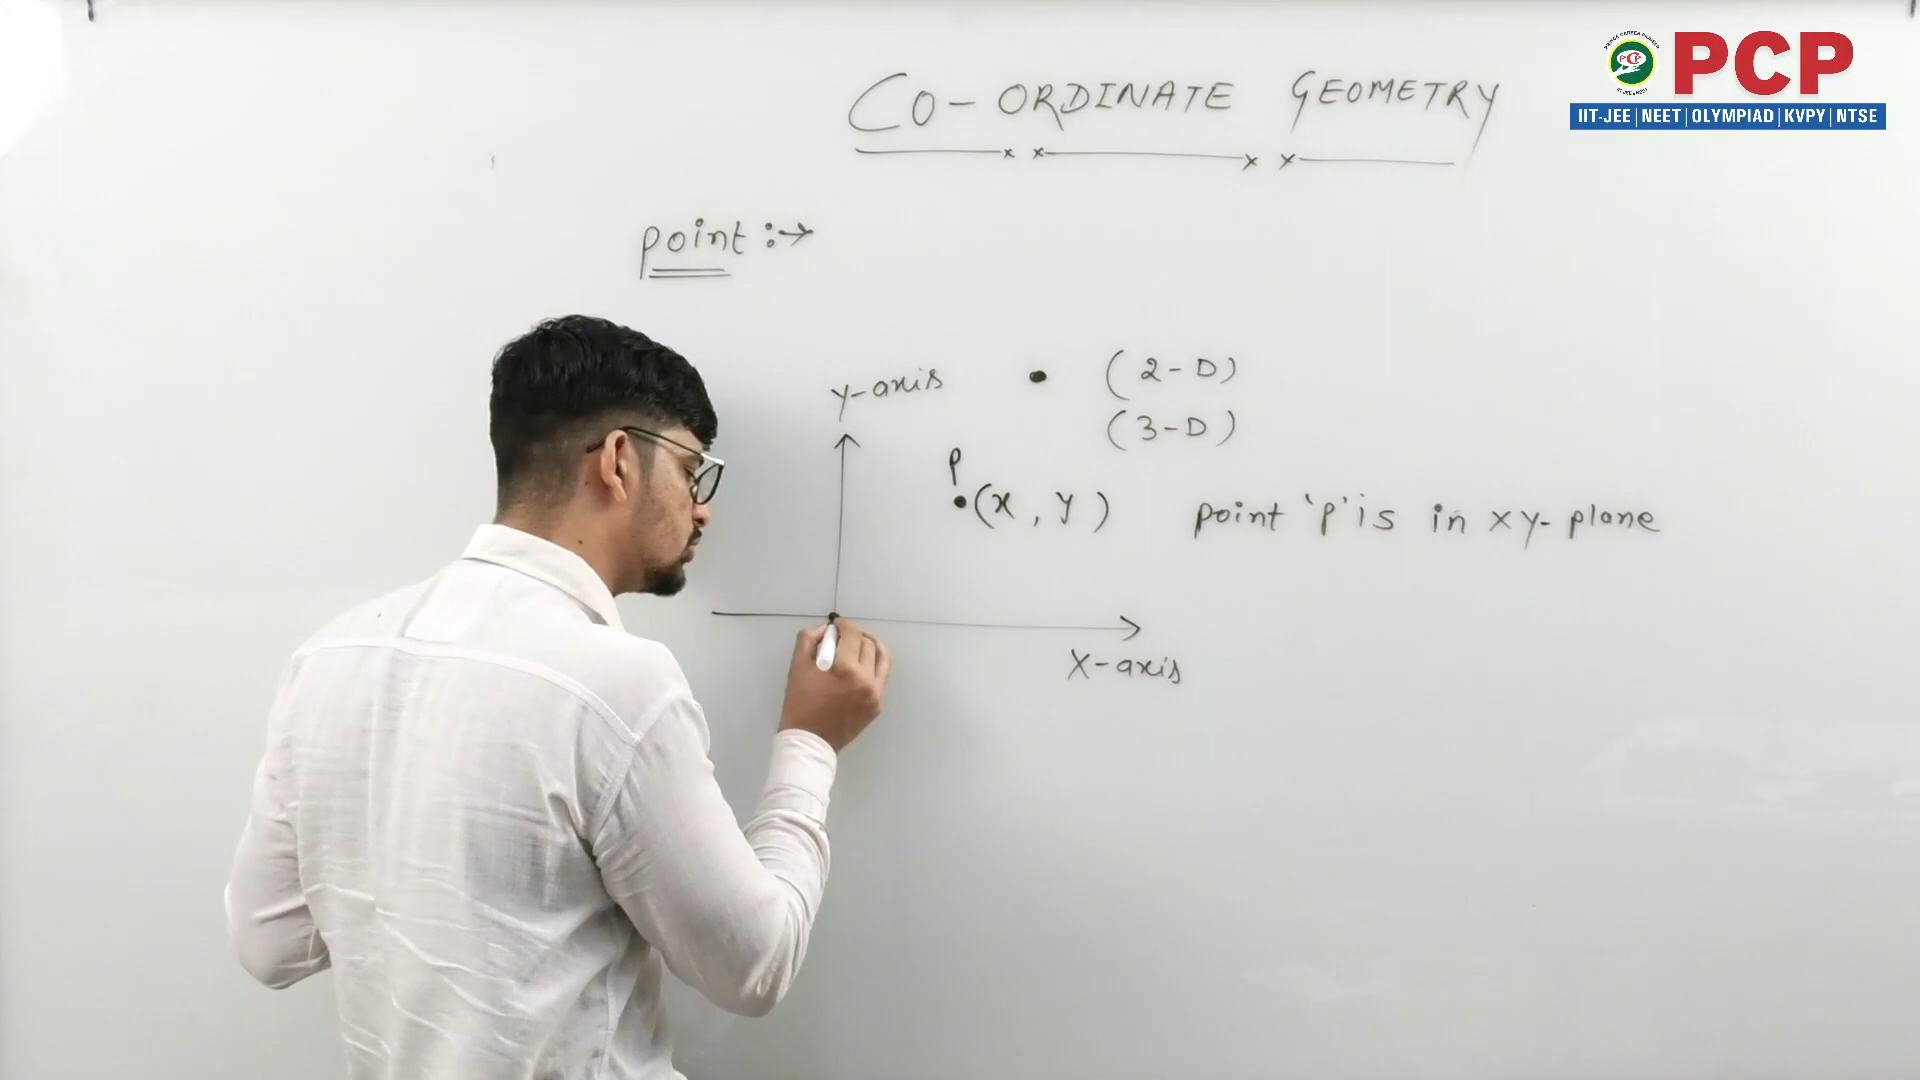 PCP
IIT-JEE | NEET | OLYMPIAD | KVPY | NTSE
CO-ORDINATE GEOMETRY
point :→
(2-D)
(3-D)
y-axis
P
(x, y)
point 'p' is in xy-plane
X-axis